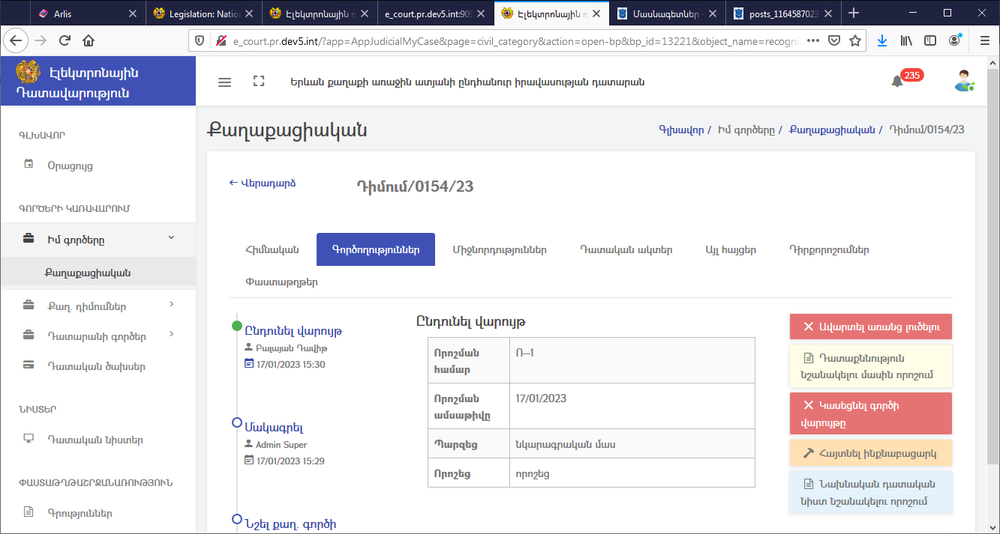 Arlis
Legislation: Natio
Էլեկտրոնային դ
e_court.pr.dev5.int:909
Էլեկտրոնային դ
Մասնագետներ -
posts_1164587023
e_court.pr.dev5.int/?app=AppJudicialMyCase&page=civil_category&action=open-bp&bp_id=13221&object_name=recogni
Էլեկտրոնային
Դատավարություն
Երևան քաղաքի առաջին ատյանի ընդհանուր իրավասության դատարան
235
ԳԼԽԱՎՈՐ
Օրացույց
ԳՈՐԾԵՐԻ ԿԱՌԱՎԱՐՈՒՄ
Իմ գործերը
Քաղաքացիական
Քաղ. դիմումներ
Դատարանի գործեր
Դատական ծախսեր
ՆԻՍՏԵՐ
Դատական նիստեր
ՓԱՍՏԱԹՂԹԱՇՐՋԱՆԱՌՈՒԹՅՈՒՆ
Գրություններ
Քաղաքացիական
Գլխավոր / Իմ գործերը / Քաղաքացիական / Դիմում/0154/23
← Վերադարձ
Դիմում/0154/23
Հիմնական
Գործողություններ
Միջնորդություններ
Դատական ակտեր
Այլ հայցեր
Դիրքորոշումներ
Փաստաթղթեր
Ընդունել վարույթ
Բալայան Դավիթ
17/01/2023 15:30
Մակագրել
Admin Super
17/01/2023 15:29
Նշել քաղ. գործի
Ընդունել վարույթ
Որոշման
համար
Ո--1
Որոշման
ամսաթիվը
17/01/2023
Պարզեց
նկարագրական մաս
Որոշեց
որոշեց
Ավարտել առանց լուծելու
Դատաքննություն
նշանակելու մասին որոշում
Կասեցնել գործի
վարույթը
Հայտնել ինքնաբացարկ
Նախնական դատական
նիստ նշանակելու որոշում